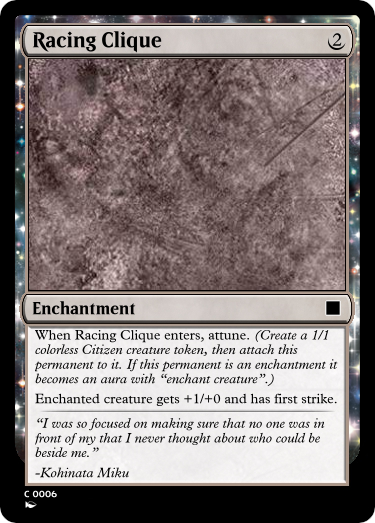 Racing Clique 2
Enchantment
When Racing Clique enters, attune. (Create a 1/1
colorless Citizen creature token, then attach this
permanent to it. If this permanent is an enchantment it
becomes an aura with “enchant creature”.)
Enchanted creature gets +1/+0 and has first strike.
“I was so focused on making sure that no one was in
front of my that I never thought about who could be
beside me.”
-Kohinata Miku
C 0006